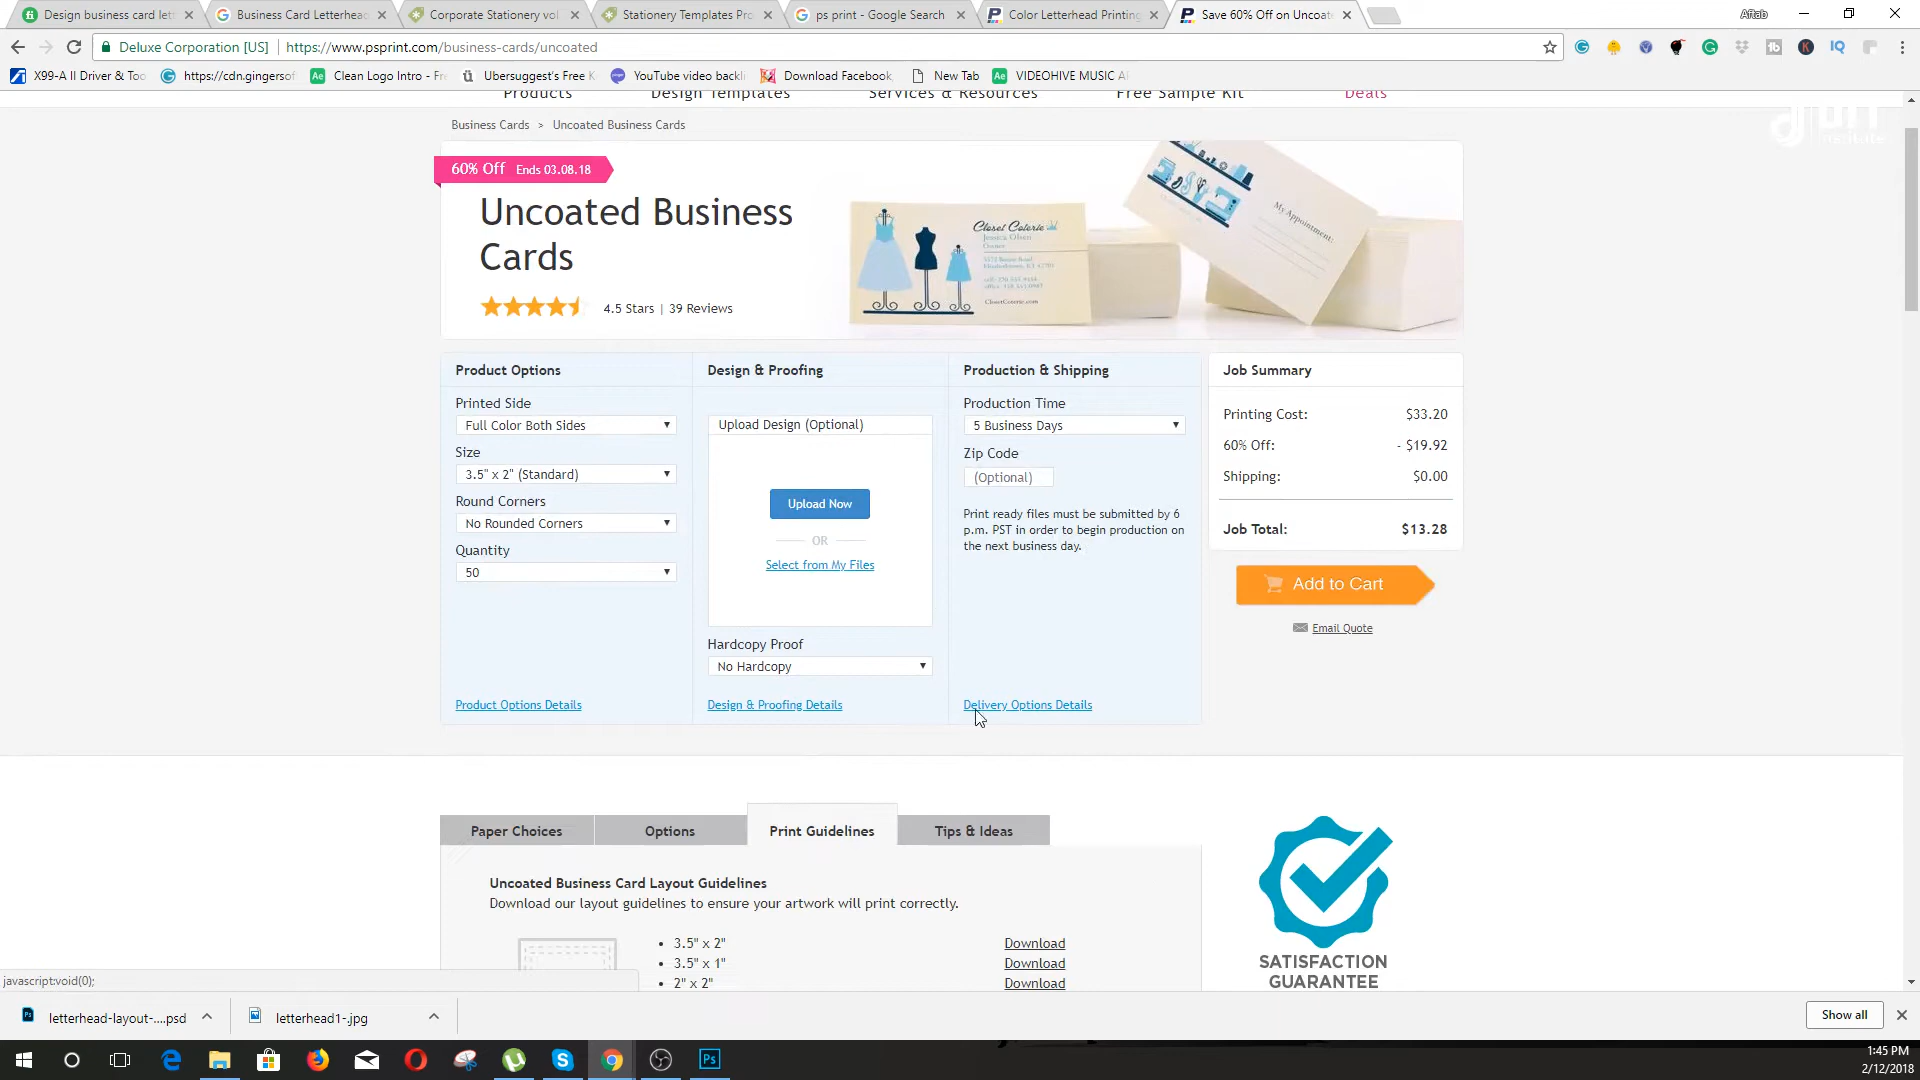 Design business card lett
Business Card Letterhead
Corporate Stationery vol
Stationery Templates Pro
ps print - Google Search
Color Letterhead Printing
Save 60% Off on Uncoat
Aftab
Deluxe Corporation [US]
https://www.psprint.com/business-cards/uncoated
X99-A II Driver & Too
https://cdn.gingersof
Clean Logo Intro - Fre
Ubersuggest's Free K
YouTube video backli
Download Facebook
New Tab
VIDEOHIVE MUSIC A
Products
Design Templates
Services & Resources
Free Sample Kit
Deals
Business Cards > Uncoated Business Cards
60% Off Ends 03.08.18
Uncoated Business
Cards
4.5 Stars | 39 Reviews
Closet Coterie
Jessica Olsen
Owner
ClosetCoterie.com
My Appointment:
Product Options
Printed Side
Full Color Both Sides
Size
3.5" x 2" (Standard)
Round Corners
No Rounded Corners
Quantity
50
Product Options Details
Design & Proofing
Upload Design (Optional)
Upload Now
OR
Select from My Files
Hardcopy Proof
No Hardcopy
Design & Proofing Details
Production & Shipping
Production Time
5 Business Days
Zip Code
(Optional)
Print ready files must be submitted by 6
p.m. PST in order to begin production on
the next business day.
Delivery Options Details
Job Summary
Printing Cost: $33.20
60% Off: - $19.92
Shipping: $0.00
Job Total: $13.28
Add to Cart
Email Quote
Paper Choices
Options
Print Guidelines
Tips & Ideas
Uncoated Business Card Layout Guidelines
Download our layout guidelines to ensure your artwork will print correctly.
• 3.5" x 2" Download
• 3.5" x 1" Download
• 2" x 2" Download
SATISFACTION
GUARANTEE
javascript:void(0);
letterhead-layout-....psd
letterhead1-.jpg
Show all
1:45 PM
2/12/2018